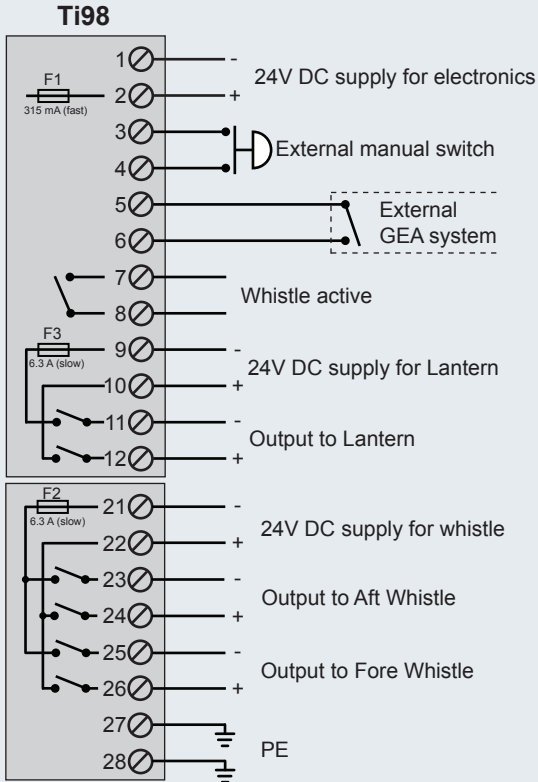 Ti98
1 -
24V DC supply for electronics
F1
2 +
315 mA (fast)
3
External manual switch
4
5
External
GEA system
6
7
Whistle active
8
F3
9 -
6.3 A (slow)
24V DC supply for Lantern
10 +
11 -
Output to Lantern
12 +
F2
21 -
6.3 A (slow)
24V DC supply for whistle
22 +
23 -
Output to Aft Whistle
24 +
25 -
Output to Fore Whistle
26 +
27
PE
28